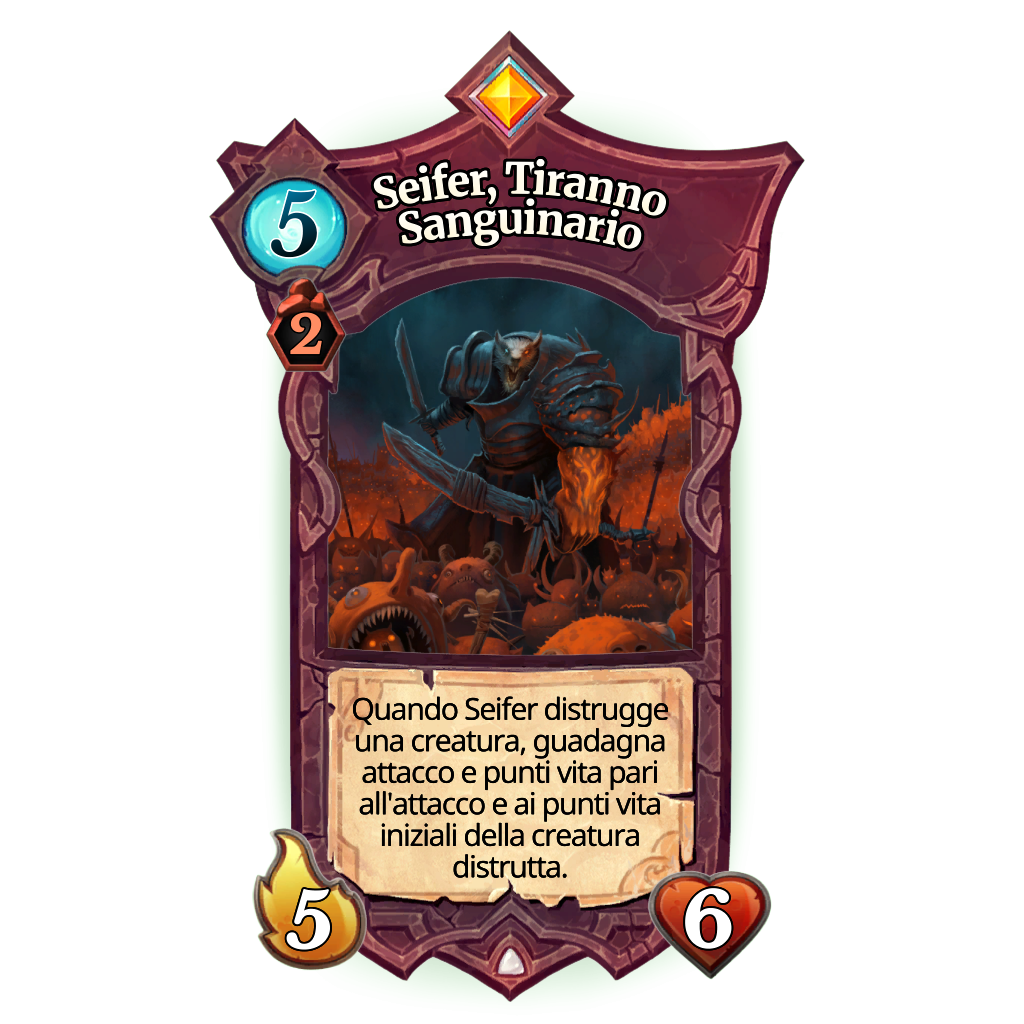 5
Seifer, Tiranno
Sanguinario
2
Quando Seifer distrugge
una creatura, guadagna
attacco e punti vita pari
all'attacco e ai punti vita
iniziali della creatura
distrutta.
5
6